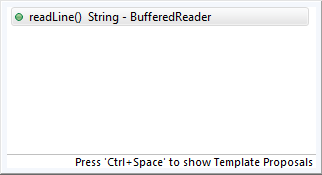 readLine() String - BufferedReader
Press 'Ctrl+Space' to show Template Proposals